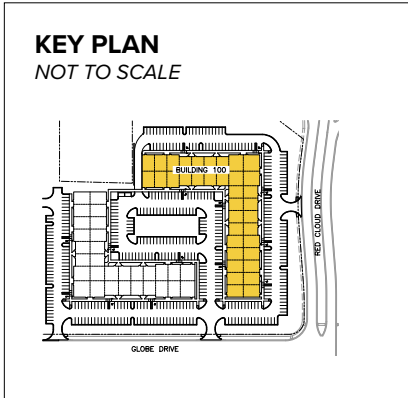 KEY PLAN
NOT TO SCALE
BUILDING 100
RED CLOUD DRIVE
GLOBE DRIVE